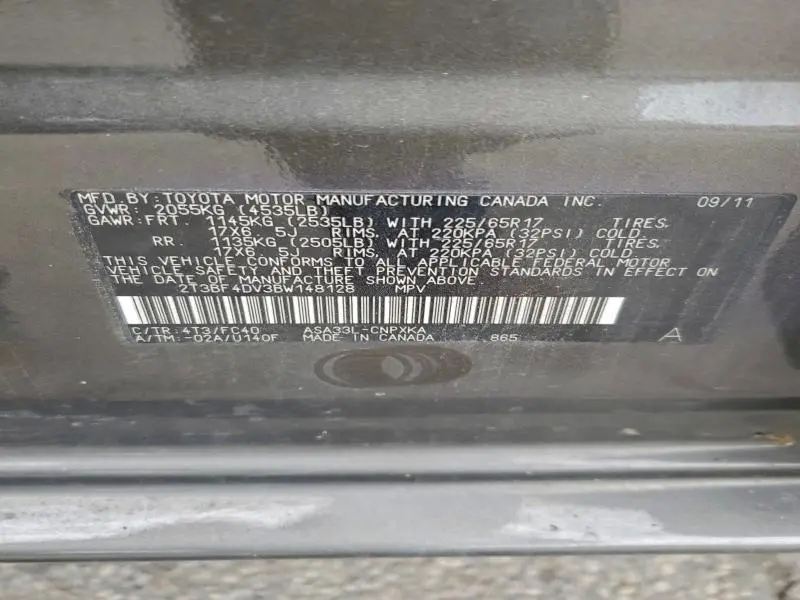 MFD. BY: TOYOTA MOTOR MANUFACTURING CANADA INC. 09/11
GVWR: 2055KG (4535LB)
GAWR: FRT. 1145KG (2535LB) WITH 225/65R17 TIRES,
17X6.5J RIMS, AT 220KPA (32PSI) COLD.
RR. 1135KG (2505LB) WITH 225/65R17 TIRES,
17X6.5J RIMS, AT 220KPA (32PSI) COLD.
THIS VEHICLE CONFORMS TO ALL APPLICABLE FEDERAL MOTOR
VEHICLE SAFETY AND THEFT PREVENTION STANDARDS IN EFFECT ON
THE DATE OF MANUFACTURE SHOWN ABOVE.
2T3BF4DV3BW148128 MPV
C/TR: 4T3/FC40 ASA33L-CNPXKA
A/TM: -02A/U140F MADE IN CANADA 865 A